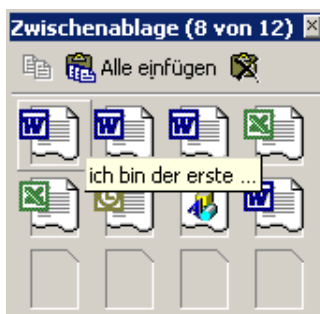 Zwischenablage (8 von 12)
Alle einfügen
ich bin der erste ...